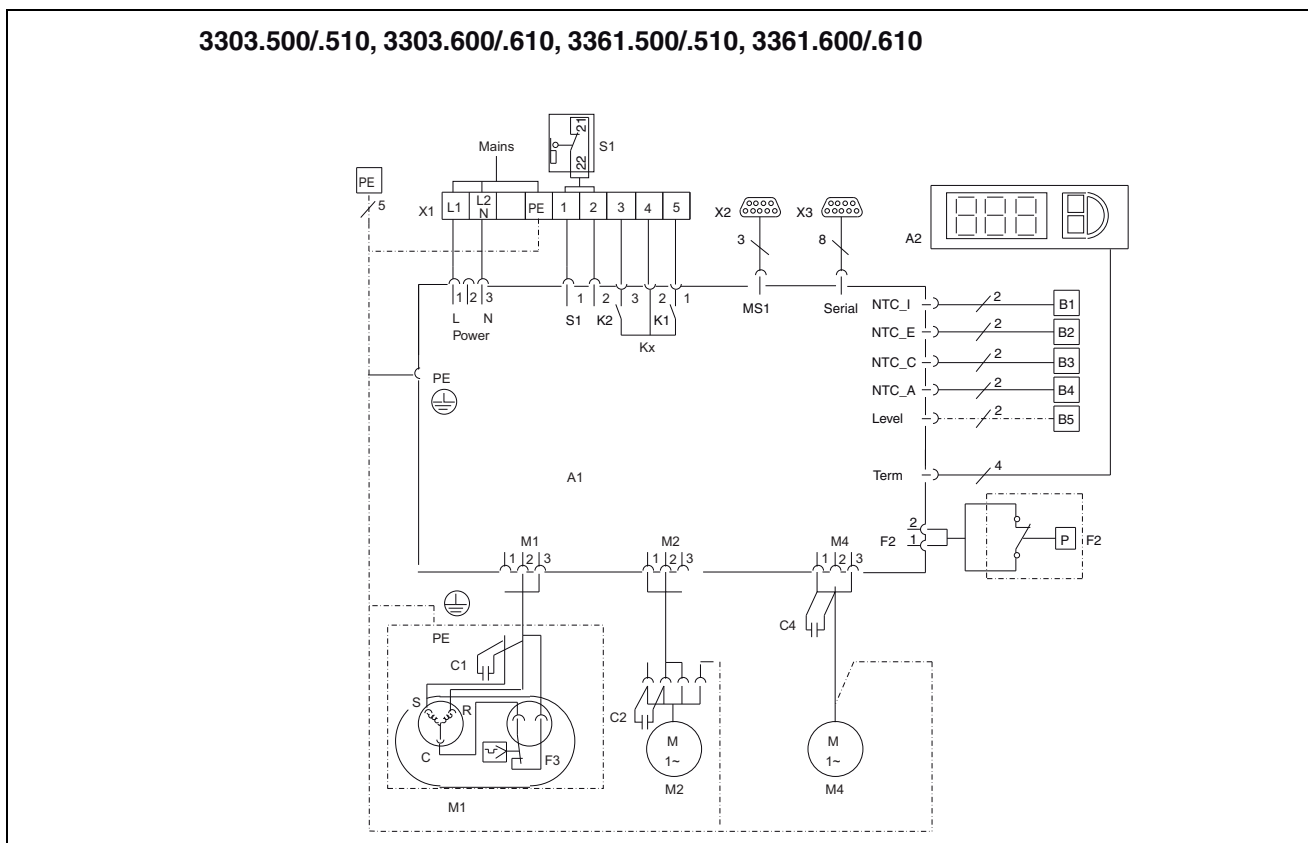 3303.500/.510, 3303.600/.610, 3361.500/.510, 3361.600/.610
21
22
S1
Mains
PE
5
X1
L1
L2
N
PE
1
2
3
4
5
X2
X3
3
8
A2
1 2 3
L N
Power
1 2 3 2 1
S1 K2 K1
Kx
MS1
Serial
NTC_I 2 B1
NTC_E 2 B2
NTC_C 2 B3
NTC_A 2 B4
Level 2 B5
Term 4
PE
A1
2
F2 1
P F2
M1
1 2 3
M2
1 2 3
M4
1 2 3
PE
C1
C4
S R
C
F3
C2
M
1~
M
1~
M1
M2
M4